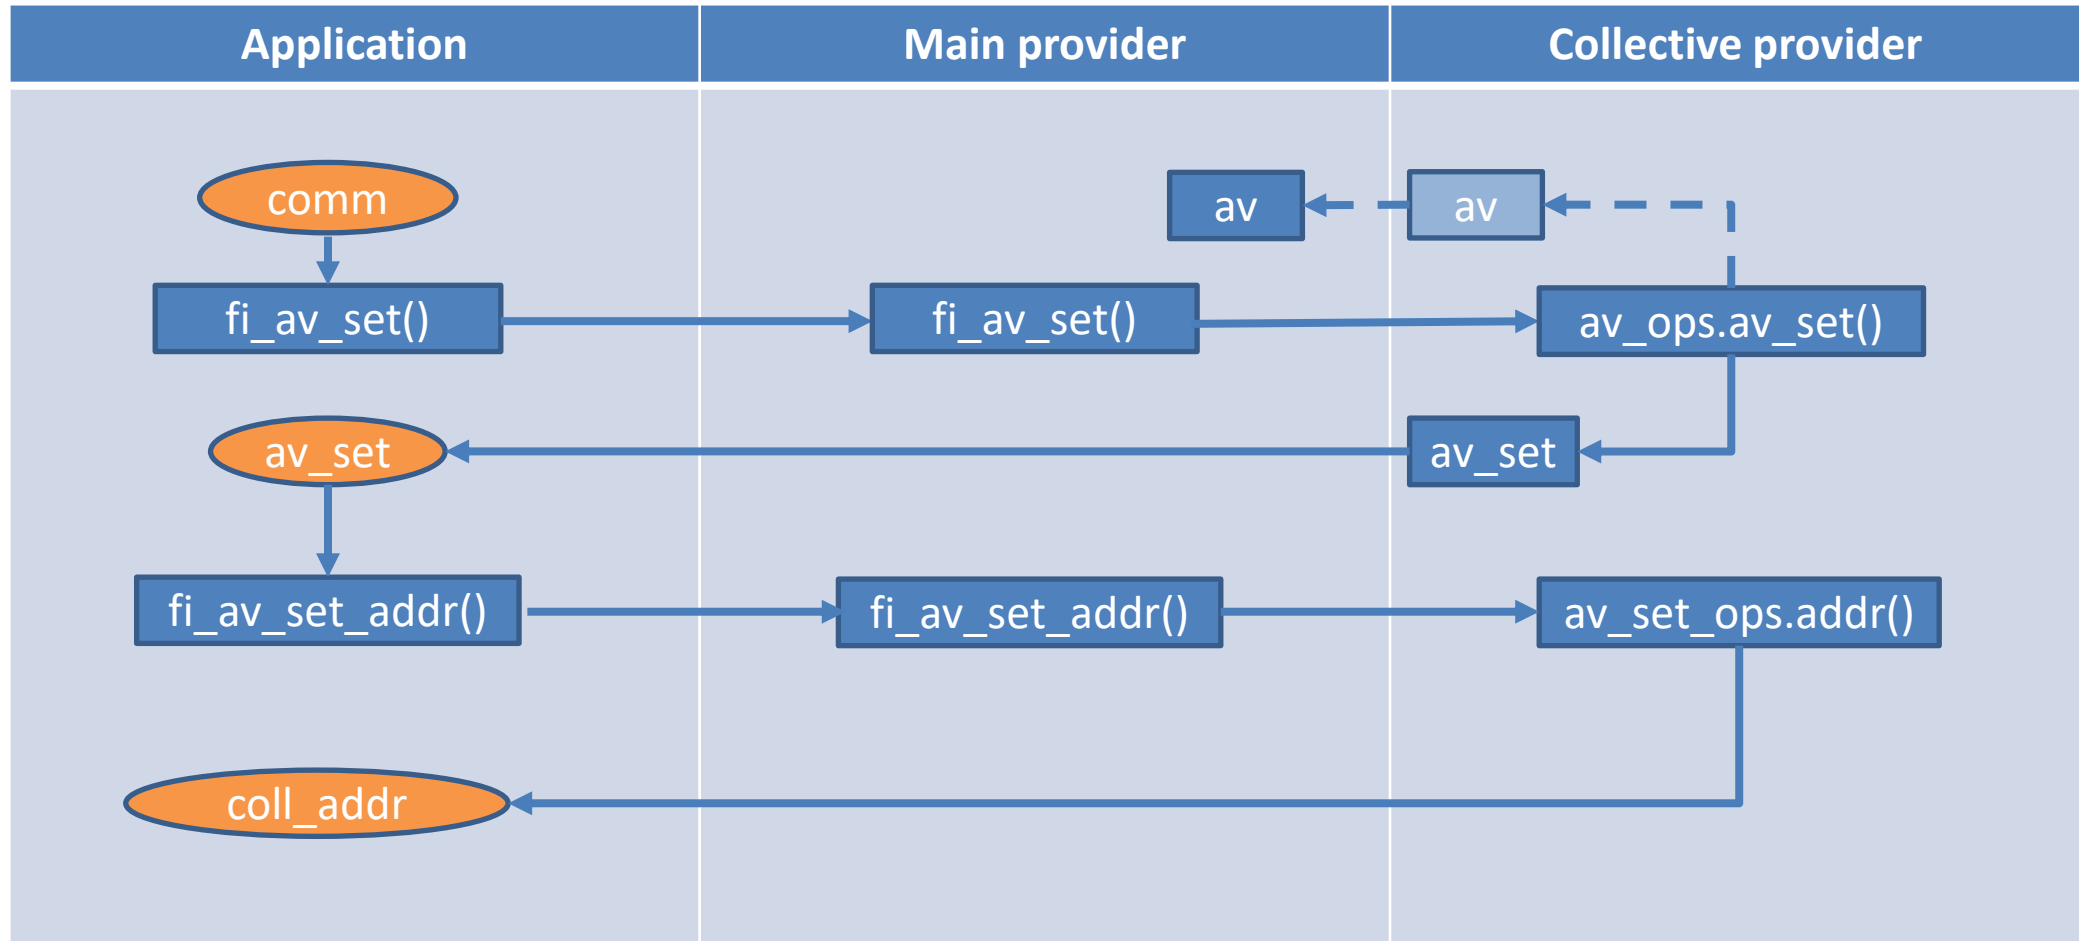 Application
Main provider
Collective provider
comm
av
av
fi_av_set()
fi_av_set()
av_ops.av_set()
av_set
av_set
fi_av_set_addr()
fi_av_set_addr()
av_set_ops.addr()
coll_addr